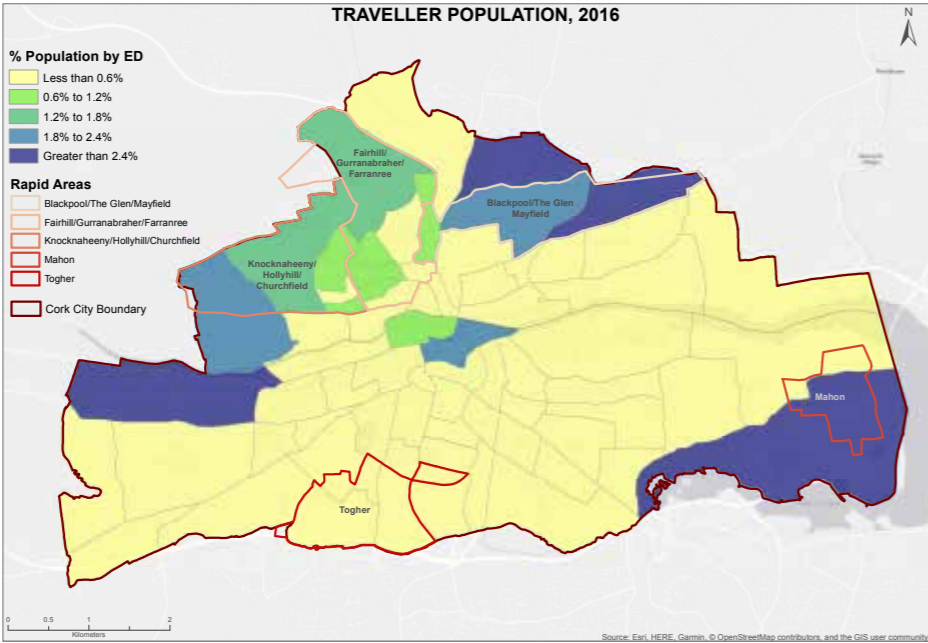 TRAVELLER POPULATION, 2016
N
% Population by ED
Less than 0.6%
0.6% to 1.2%
1.2% to 1.8%
1.8% to 2.4%
Greater than 2.4%
Rapid Areas
Blackpool/The Glen/Mayfield
Fairhill/Gurranabraher/Farranree
Knocknaheeny/Hollyhill/Churchfield
Mahon
Togher
Cork City Boundary
Fairhill/
Gurranabraher/
Farranree
Blackpool/The Glen
Mayfield
Knocknaheeny/
Hollyhill/
Churchfield
Mahon
Togher
0 0.5 1 2
Kilometers
Source: Esri, HERE, Garmin, © OpenStreetMap contributors, and the GIS user community